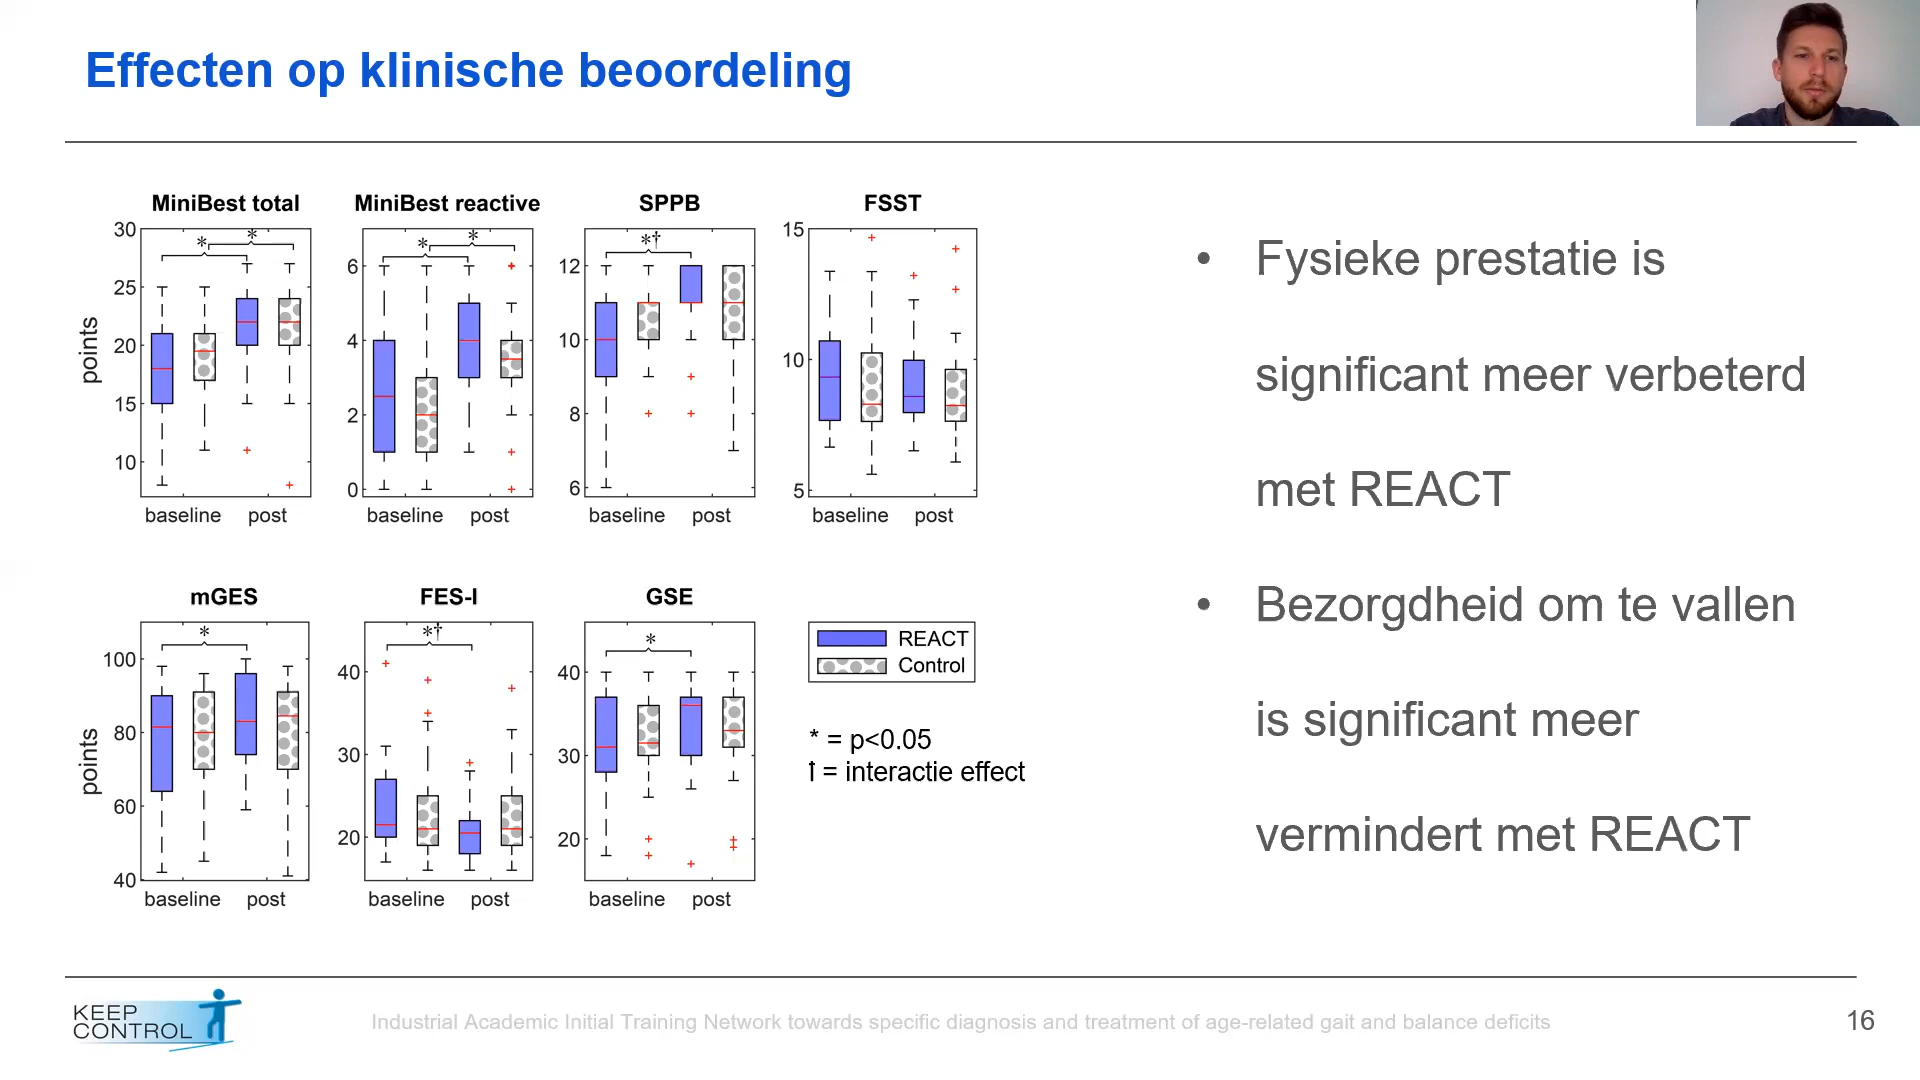 Effecten op klinische beoordeling
MiniBest total
30
25
20
15
10
points
* *
baseline post
MiniBest reactive
6
4
2
0
* *
baseline post
SPPB
12
10
8
6
*†
baseline post
FSST
15
10
5
baseline post
mGES
100
80
60
40
points
*
baseline post
FES-I
40
30
20
*†
baseline post
GSE
40
30
20
*
baseline post
REACT
Control
* = p<0.05
† = interactie effect
• Fysieke prestatie is
significant meer verbeterd
met REACT
• Bezorgdheid om te vallen
is significant meer
vermindert met REACT
KEEP
CONTROL
Industrial Academic Initial Training Network towards specific diagnosis and treatment of age-related gait and balance deficits
16